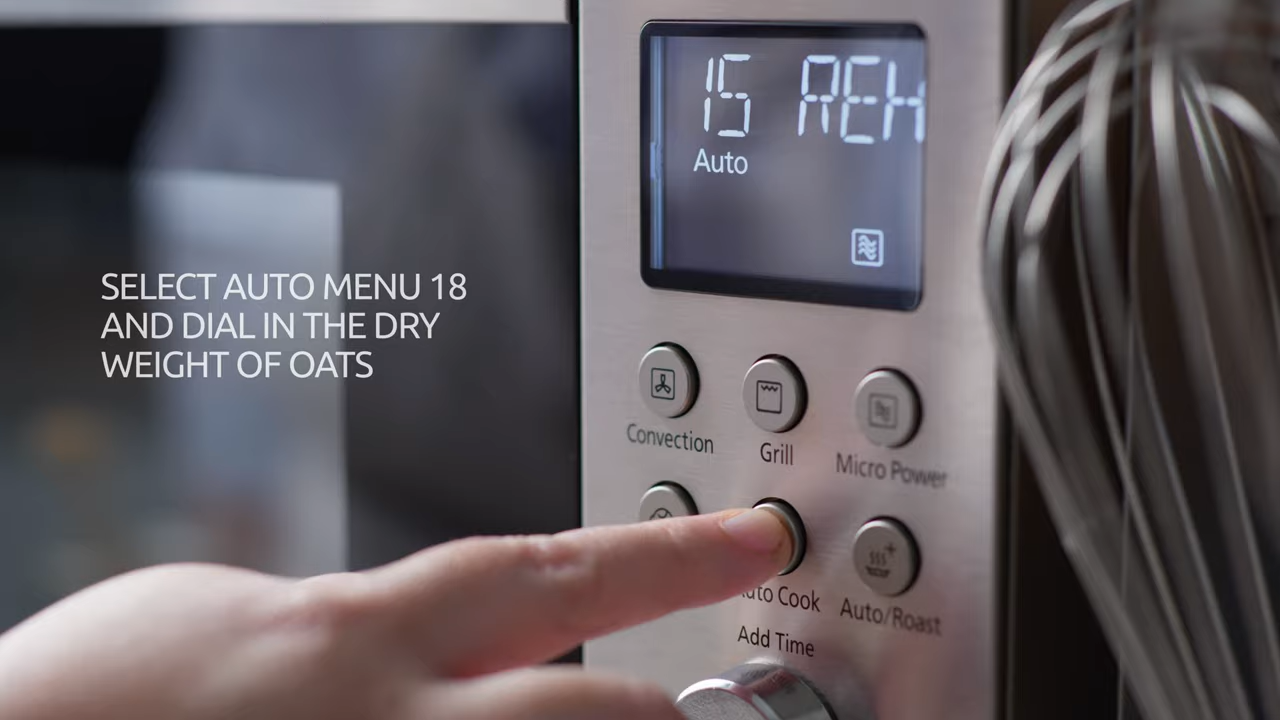 15 REH
Auto
SELECT AUTO MENU 18
AND DIAL IN THE DRY
WEIGHT OF OATS
Convection
Grill
Micro Power
Auto Cook
Auto/Roast
Add Time